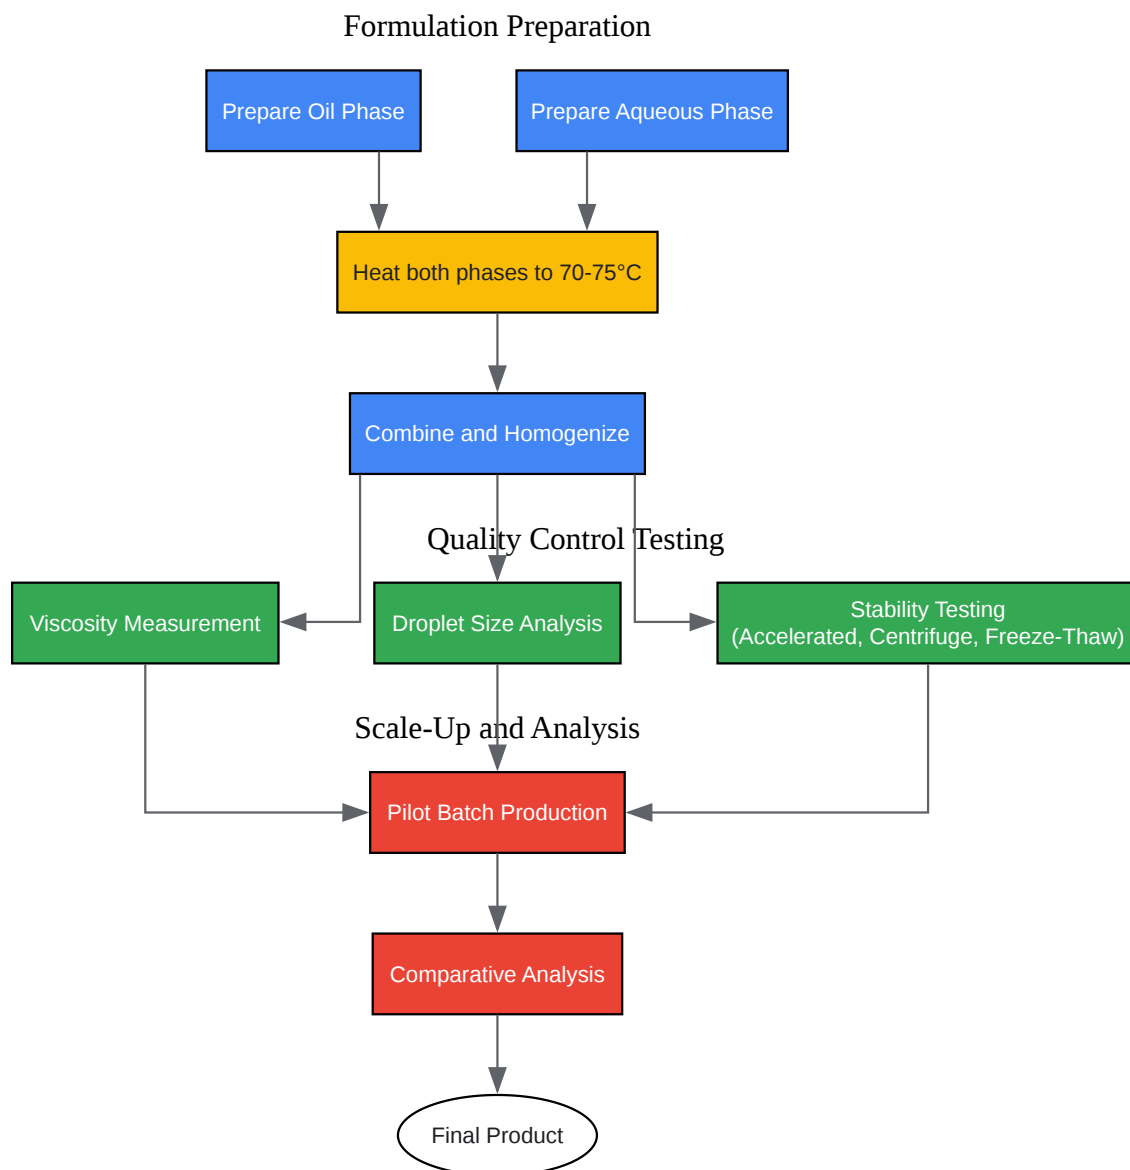 Formulation Preparation
Prepare Oil Phase
Prepare Aqueous Phase
Heat both phases to 70-75°C
Combine and Homogenize
Quality Control Testing
Viscosity Measurement
Droplet Size Analysis
Stability Testing
(Accelerated, Centrifuge, Freeze-Thaw)
Scale-Up and Analysis
Pilot Batch Production
Comparative Analysis
Final Product